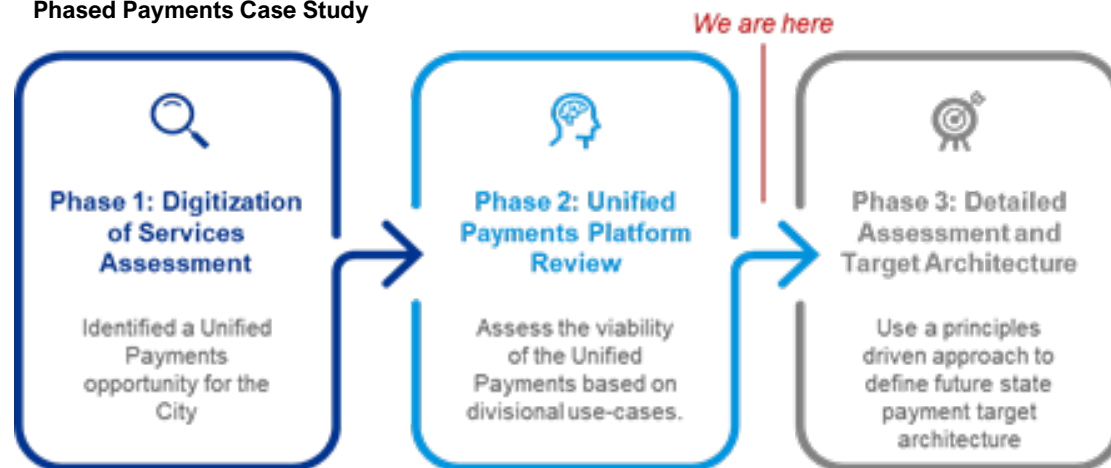 Phased Payments Case Study
We are here
Phase 1: Digitization
of Services
Assessment
Identified a Unified
Payments
opportunity for the
City
Phase 2: Unified
Payments Platform
Review
Assess the viability
of the Unified
Payments based on
divisional use-cases.
Phase 3: Detailed
Assessment and
Target Architecture
Use a principles
driven approach to
define future state
payment target
architecture